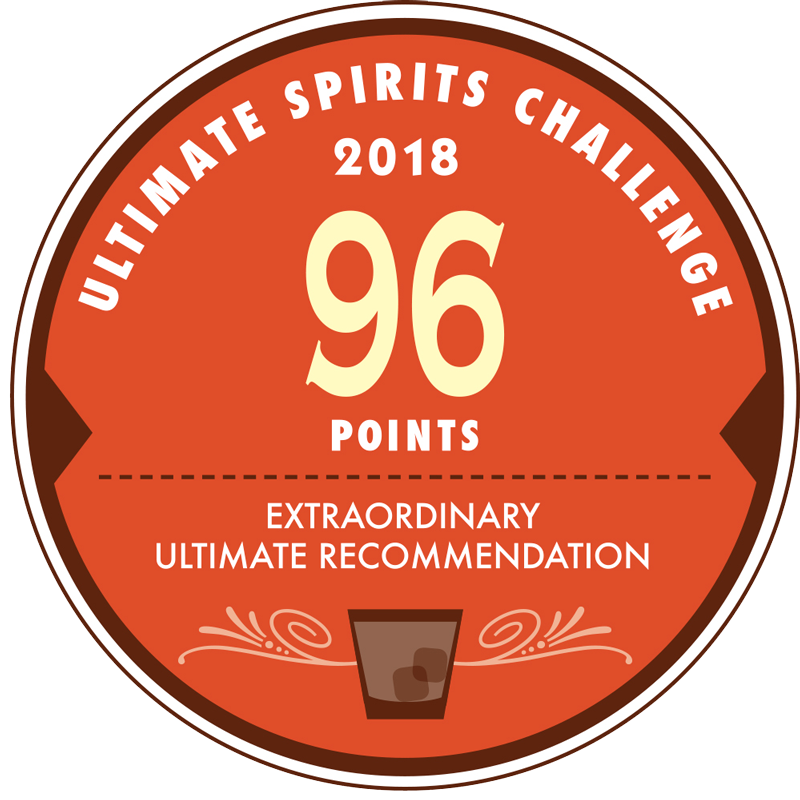 ULTIMATE SPIRITS CHALLENGE
2018
96
POINTS
EXTRAORDINARY
ULTIMATE RECOMMENDATION